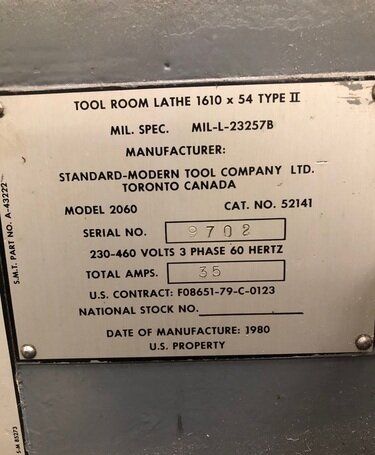 TOOL ROOM LATHE 1610 x 54 TYPE II
MIL. SPEC. MIL-L-23257B
MANUFACTURER:
STANDARD-MODERN TOOL COMPANY LTD.
TORONTO CANADA
MODEL 2060 CAT. NO. 52141
SERIAL NO. 9702
230-460 VOLTS 3 PHASE 60 HERTZ
TOTAL AMPS. 35
U.S. CONTRACT: F08651-79-C-0123
NATIONAL STOCK NO.
DATE OF MANUFACTURE: 1980
U.S. PROPERTY
S.M.T. PART NO. A-43222
S-M 85273